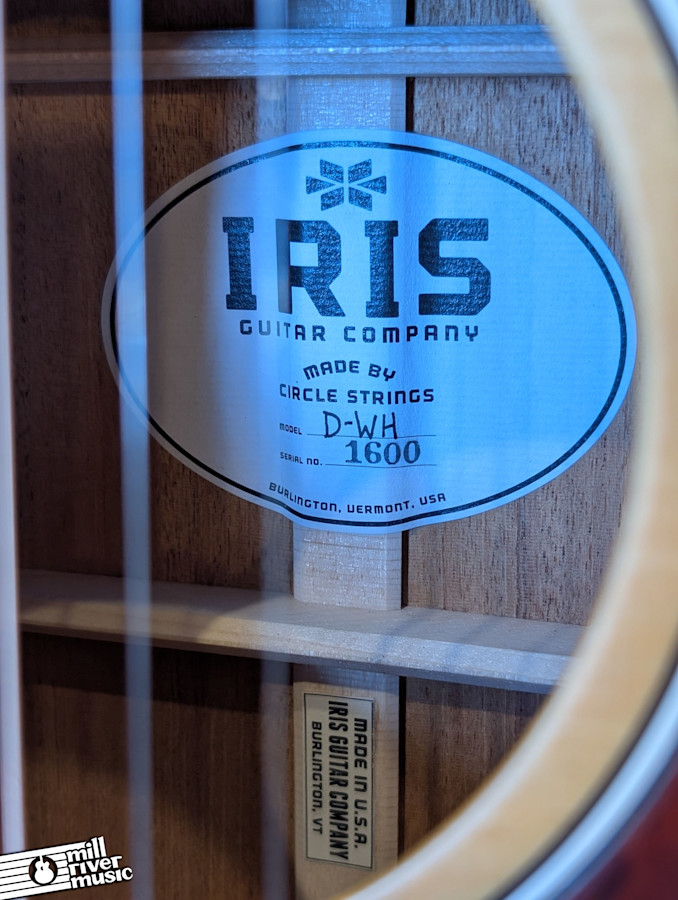 IRIS
GUITAR COMPANY
MADE BY
CIRCLE STRINGS
MODEL D-WH
SERIAL NO. 1600
BURLINGTON, VERMONT, USA
MADE IN U.S.A.
IRIS GUITAR COMPANY
BURLINGTON, VT
mill
river
music